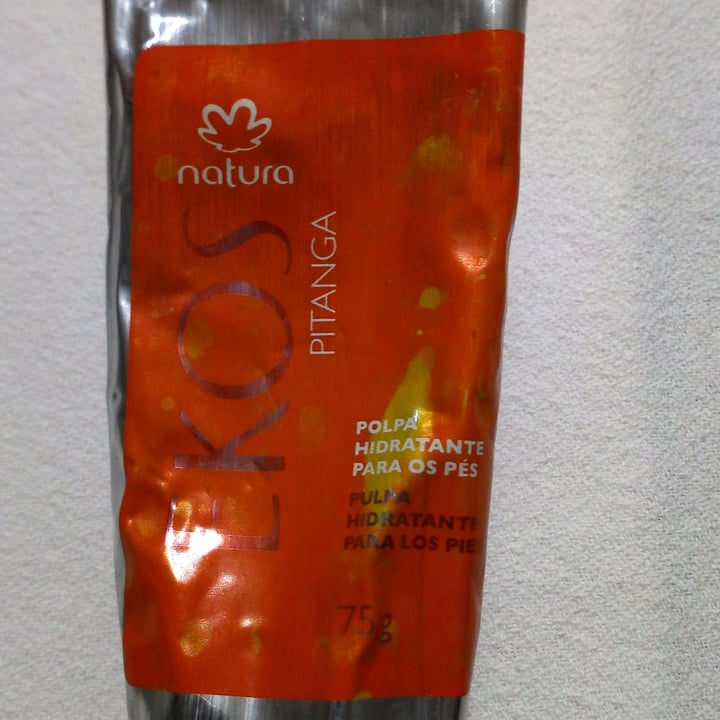 natura
EKOS
PITANGA
POLPA
HIDRATANTE
PARA OS PÉS
PULPA
HIDRATANTE
PARA LOS PIES
75g